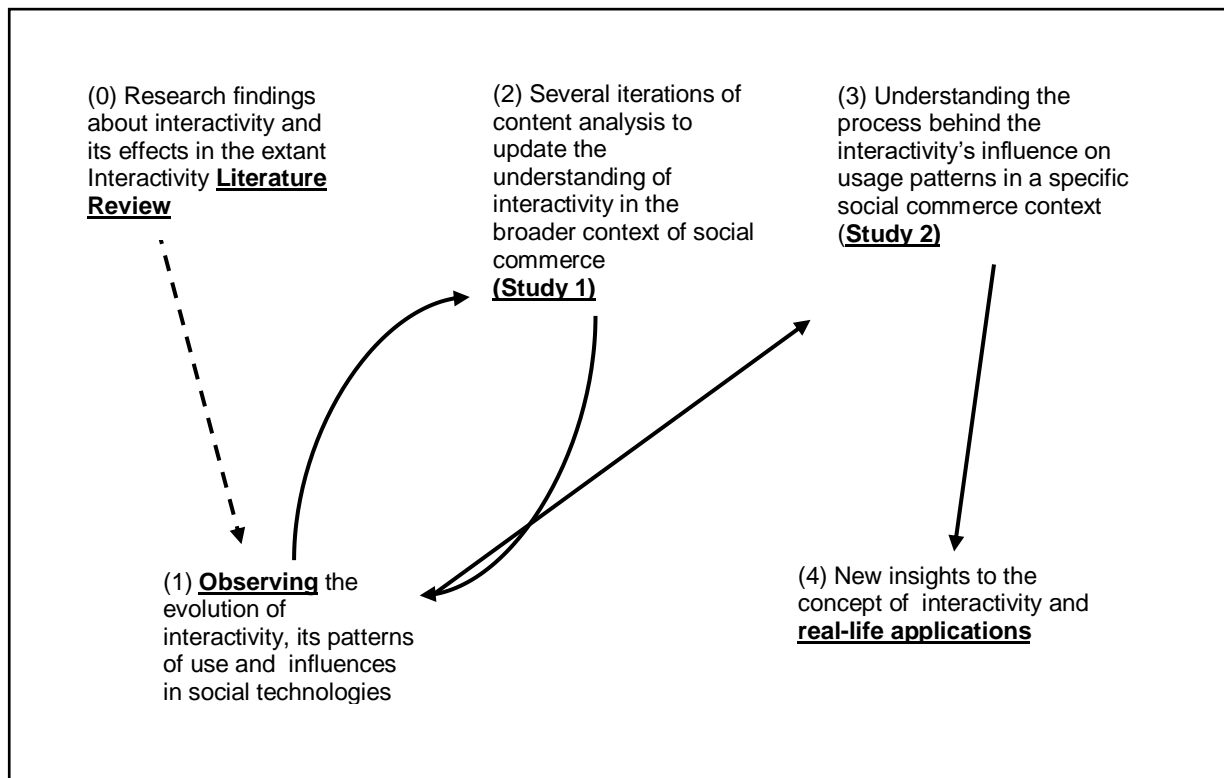 (0) Research findings
about interactivity and
its effects in the extant
Interactivity Literature
Review
(2) Several iterations of
content analysis to
update the
understanding of
interactivity in the
broader context of social
commerce
(Study 1)
(3) Understanding the
process behind the
interactivity’s influence on
usage patterns in a specific
social commerce context
(Study 2)
(1) Observing the
evolution of
interactivity, its patterns
of use and influences
in social technologies
(4) New insights to the
concept of interactivity and
real-life applications